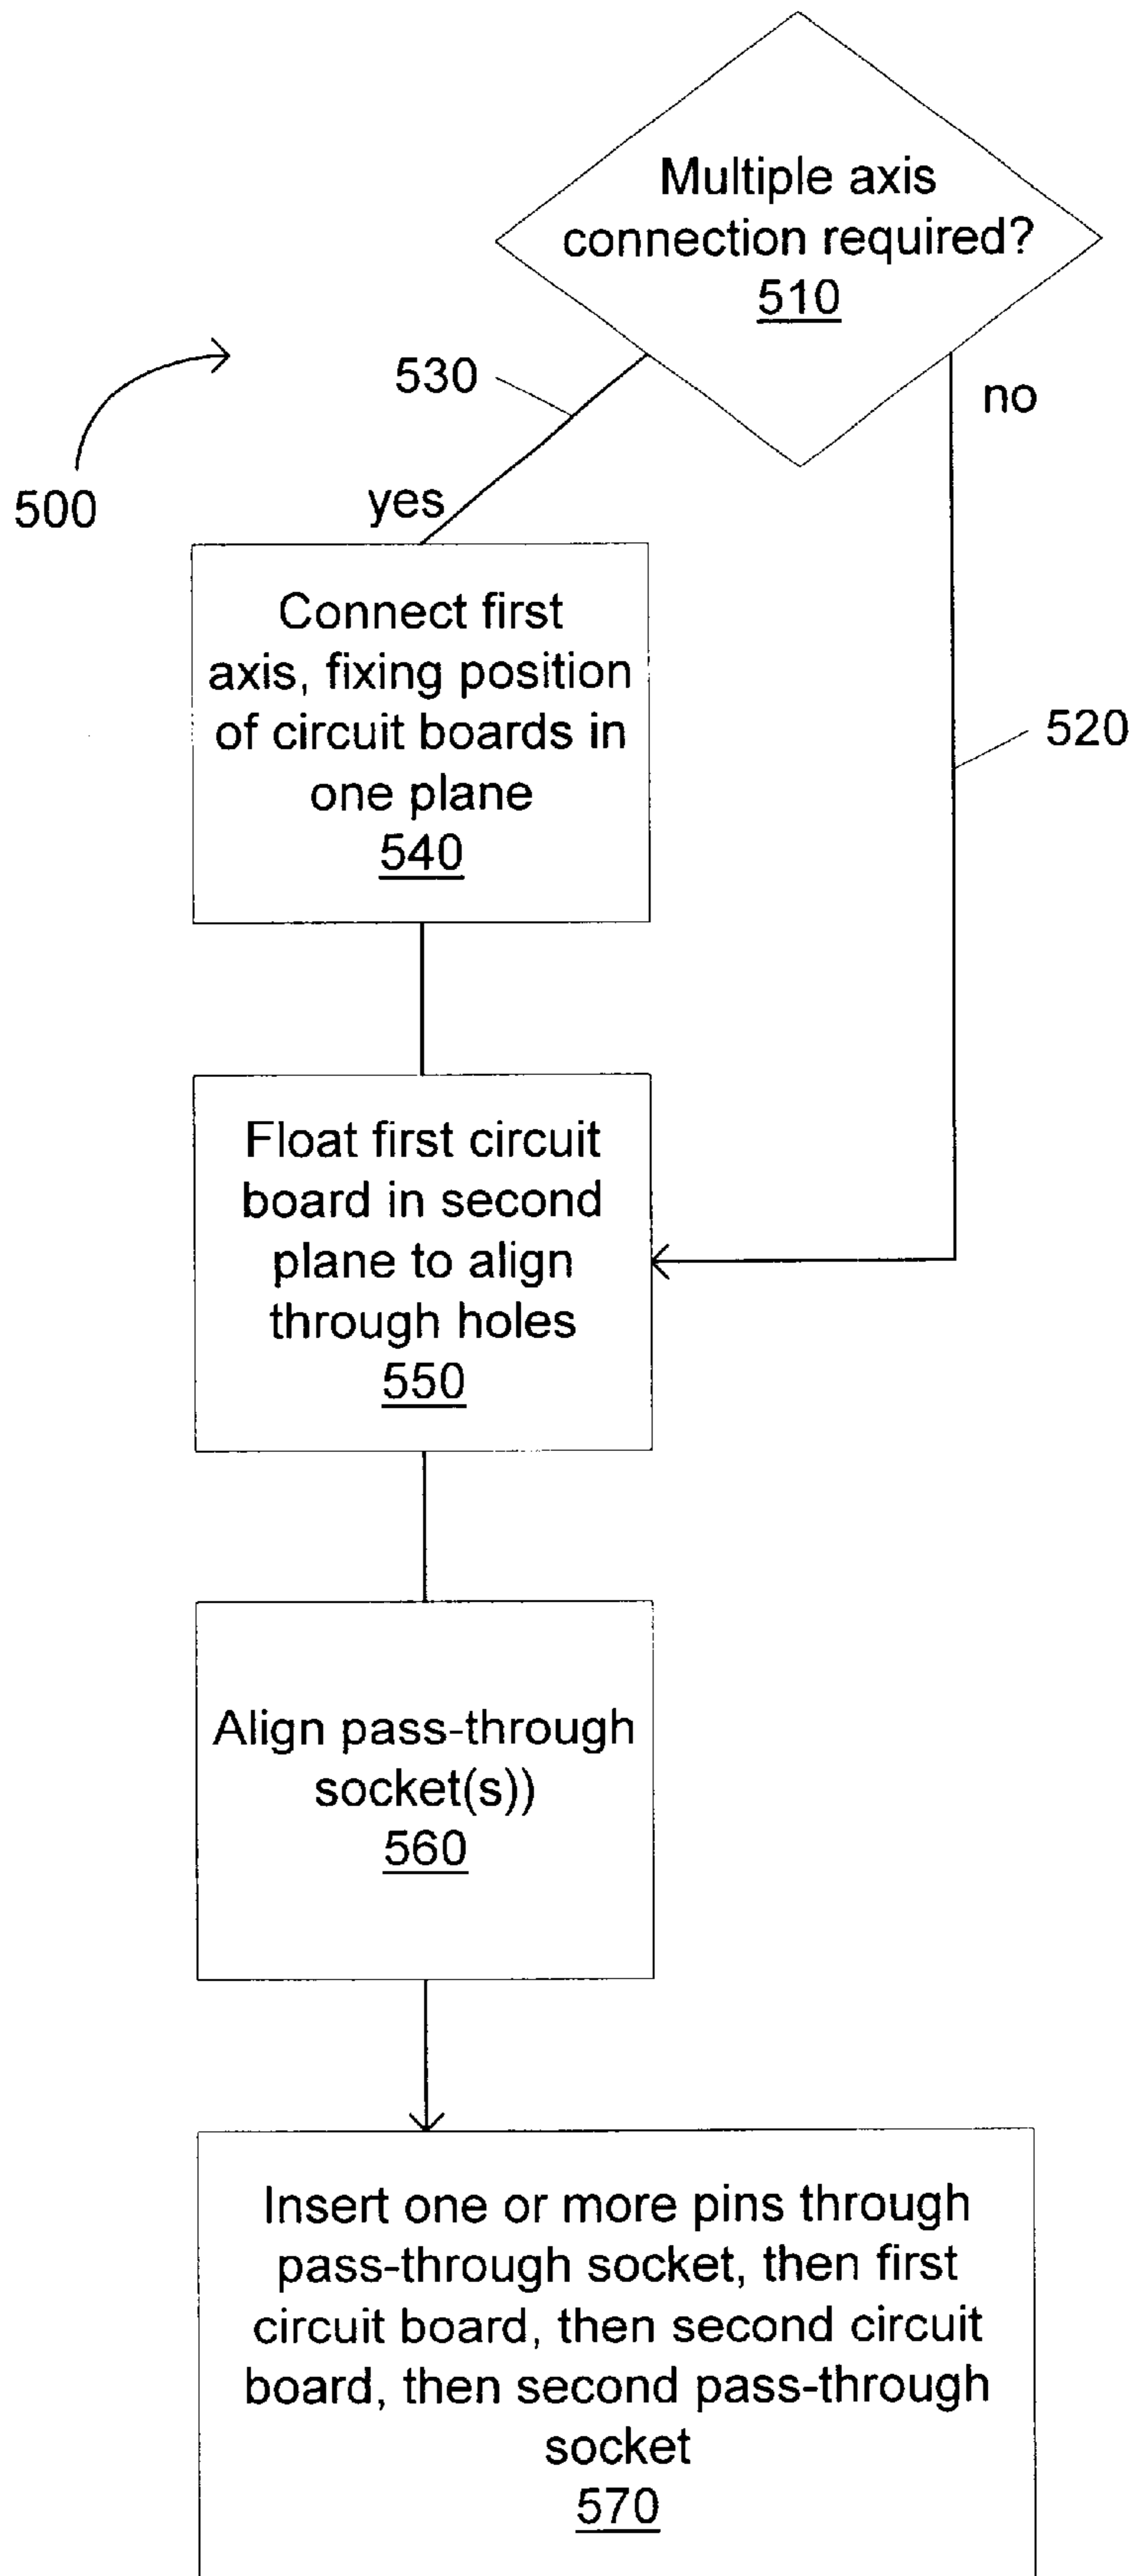 Multiple axis
connection required?
510
530
no
500
yes
Connect first
axis, fixing position
of circuit boards in
one plane
540
520
Float first circuit
board in second
plane to align
through holes
550
Align pass-through
socket(s))
560
Insert one or more pins through
pass-through socket, then first
circuit board, then second circuit
board, then second pass-through
socket
570